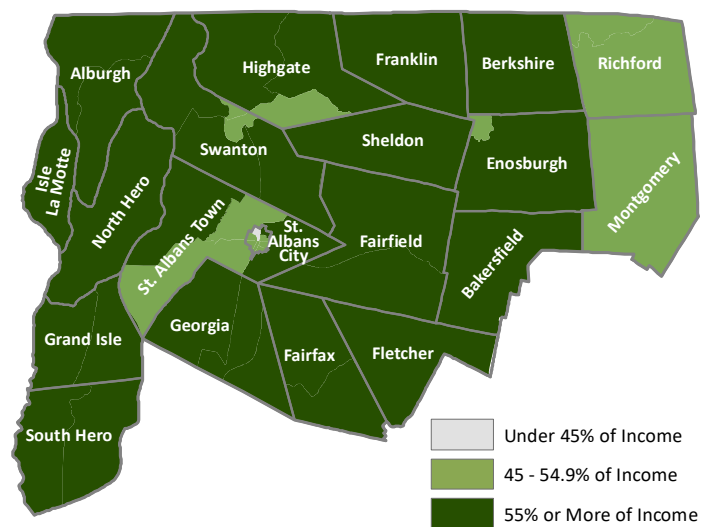 Alburgh
Highgate
Franklin
Berkshire
Richford
Isle
La Motte
North Hero
Swanton
Sheldon
Enosburgh
Montgomery
St. Albans Town
St.
Albans
City
Fairfield
Bakersfield
Grand Isle
Georgia
Fairfax
Fletcher
South Hero
Under 45% of Income
45 - 54.9% of Income
55% or More of Income